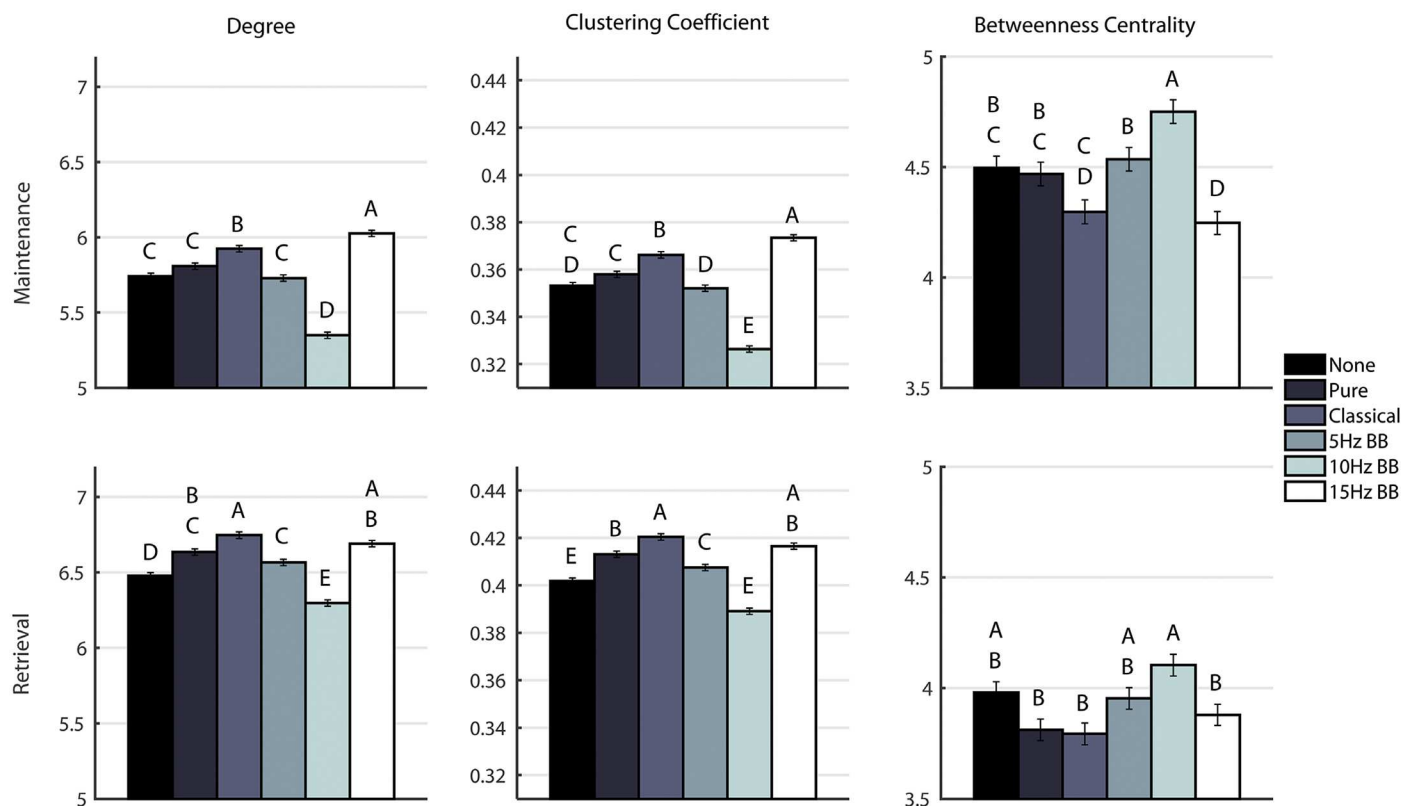 Degree
Clustering Coefficient
Betweenness Centrality
Maintenance
7
6.5
6
5.5
5
C
C
B
C
D
A
0.44
0.42
0.4
0.38
0.36
0.34
0.32
C
D
C
B
D
E
A
5
4.5
4
3.5
B
C
B
C
C
D
B
A
D
None
Pure
Classical
5Hz BB
10Hz BB
15Hz BB
Retrieval
7
6.5
6
5.5
5
D
B
C
A
C
E
A
B
0.44
0.42
0.4
0.38
0.36
0.34
0.32
E
B
A
C
E
A
B
5
4.5
4
3.5
A
B
B
B
A
B
A
B